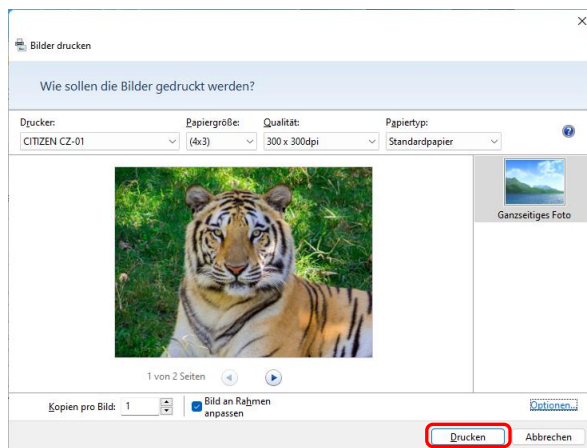 Bilder drucken
Wie sollen die Bilder gedruckt werden?
Drucker: Papiergröße: Qualität: Papiertyp:
CITIZEN CZ-01 (4x3) 300 x 300dpi Standardpapier
Ganzseitiges Foto
1 von 2 Seiten
Kopien pro Bild: 1 Bild an Rahmen
anpassen
Optionen...
Drucken Abbrechen